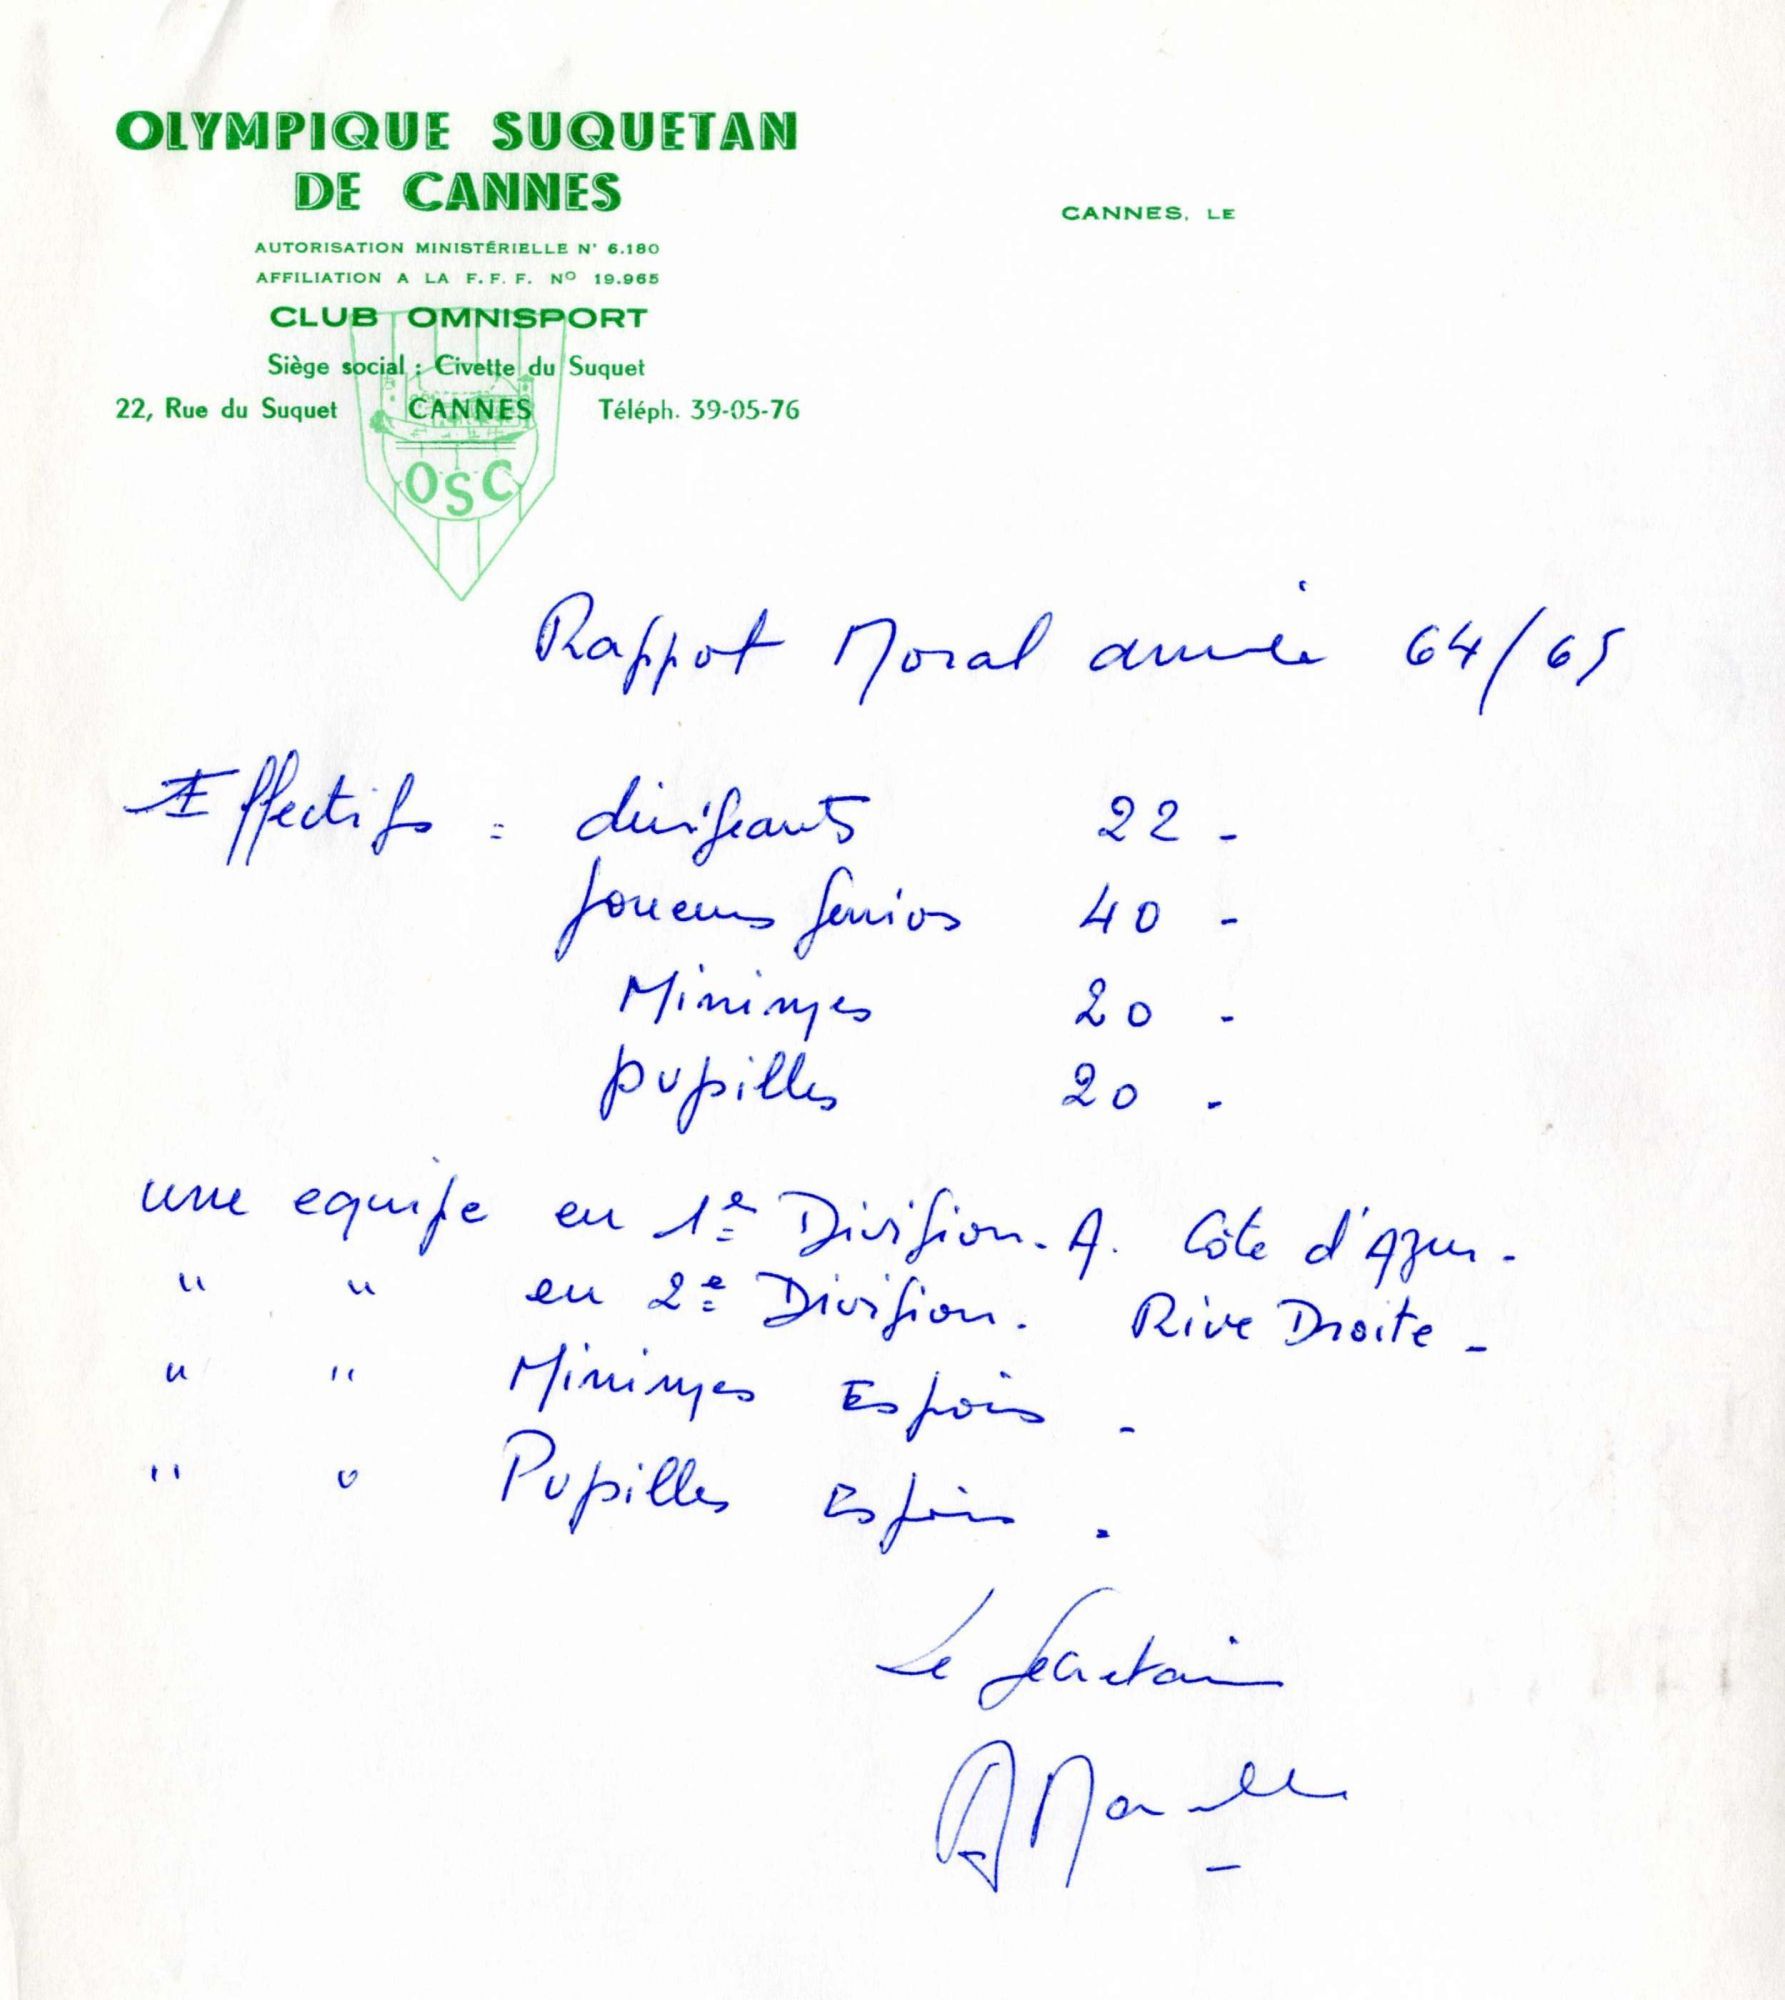 OLYMPIQUE SUQUETAN
DE CANNES
AUTORISATION MINISTÉRIELLE N° 6.180
AFFILIATION A LA F.F.F. N° 19.965
CLUB OMNISPORT
Siège social : Civette du Suquet
22, Rue du Suquet CANNES Téléph. 39-05-76
OSC
CANNES, LE
Rappot Moral année 64/65
Effectifs : dirigeants 22 -
Joueurs Seniors 40 -
Minimes 20 -
pupilles 20 -
une equipe en 1e Division. A. Côte d'Azur -
" " en 2e Division. Rive Droite -
" " Minimes Espoirs -
" " Pupilles Espoirs .
Le Secretaire